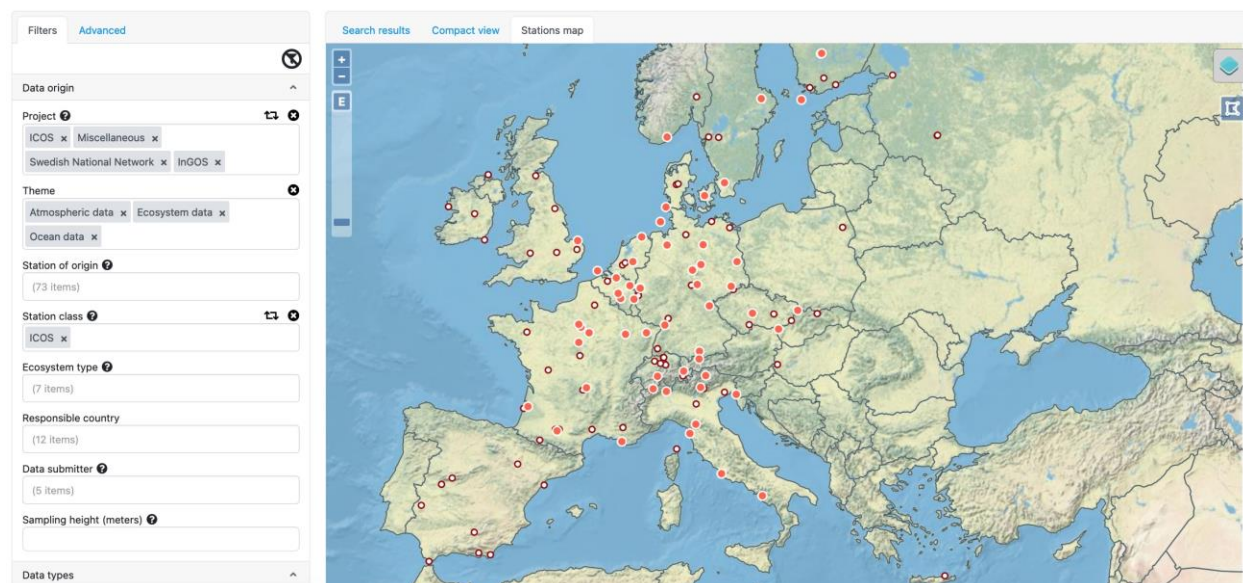 Filters Advanced
Data origin
Project ?
ICOS × Miscellaneous ×
Swedish National Network × InGOS ×
Theme
Atmospheric data × Ecosystem data ×
Ocean data ×
Station of origin ?
(73 items)
Station class ?
ICOS ×
Ecosystem type ?
(7 items)
Responsible country
(12 items)
Data submitter ?
(5 items)
Sampling height (meters) ?
Data types
Search results Compact view Stations map
+
−
E